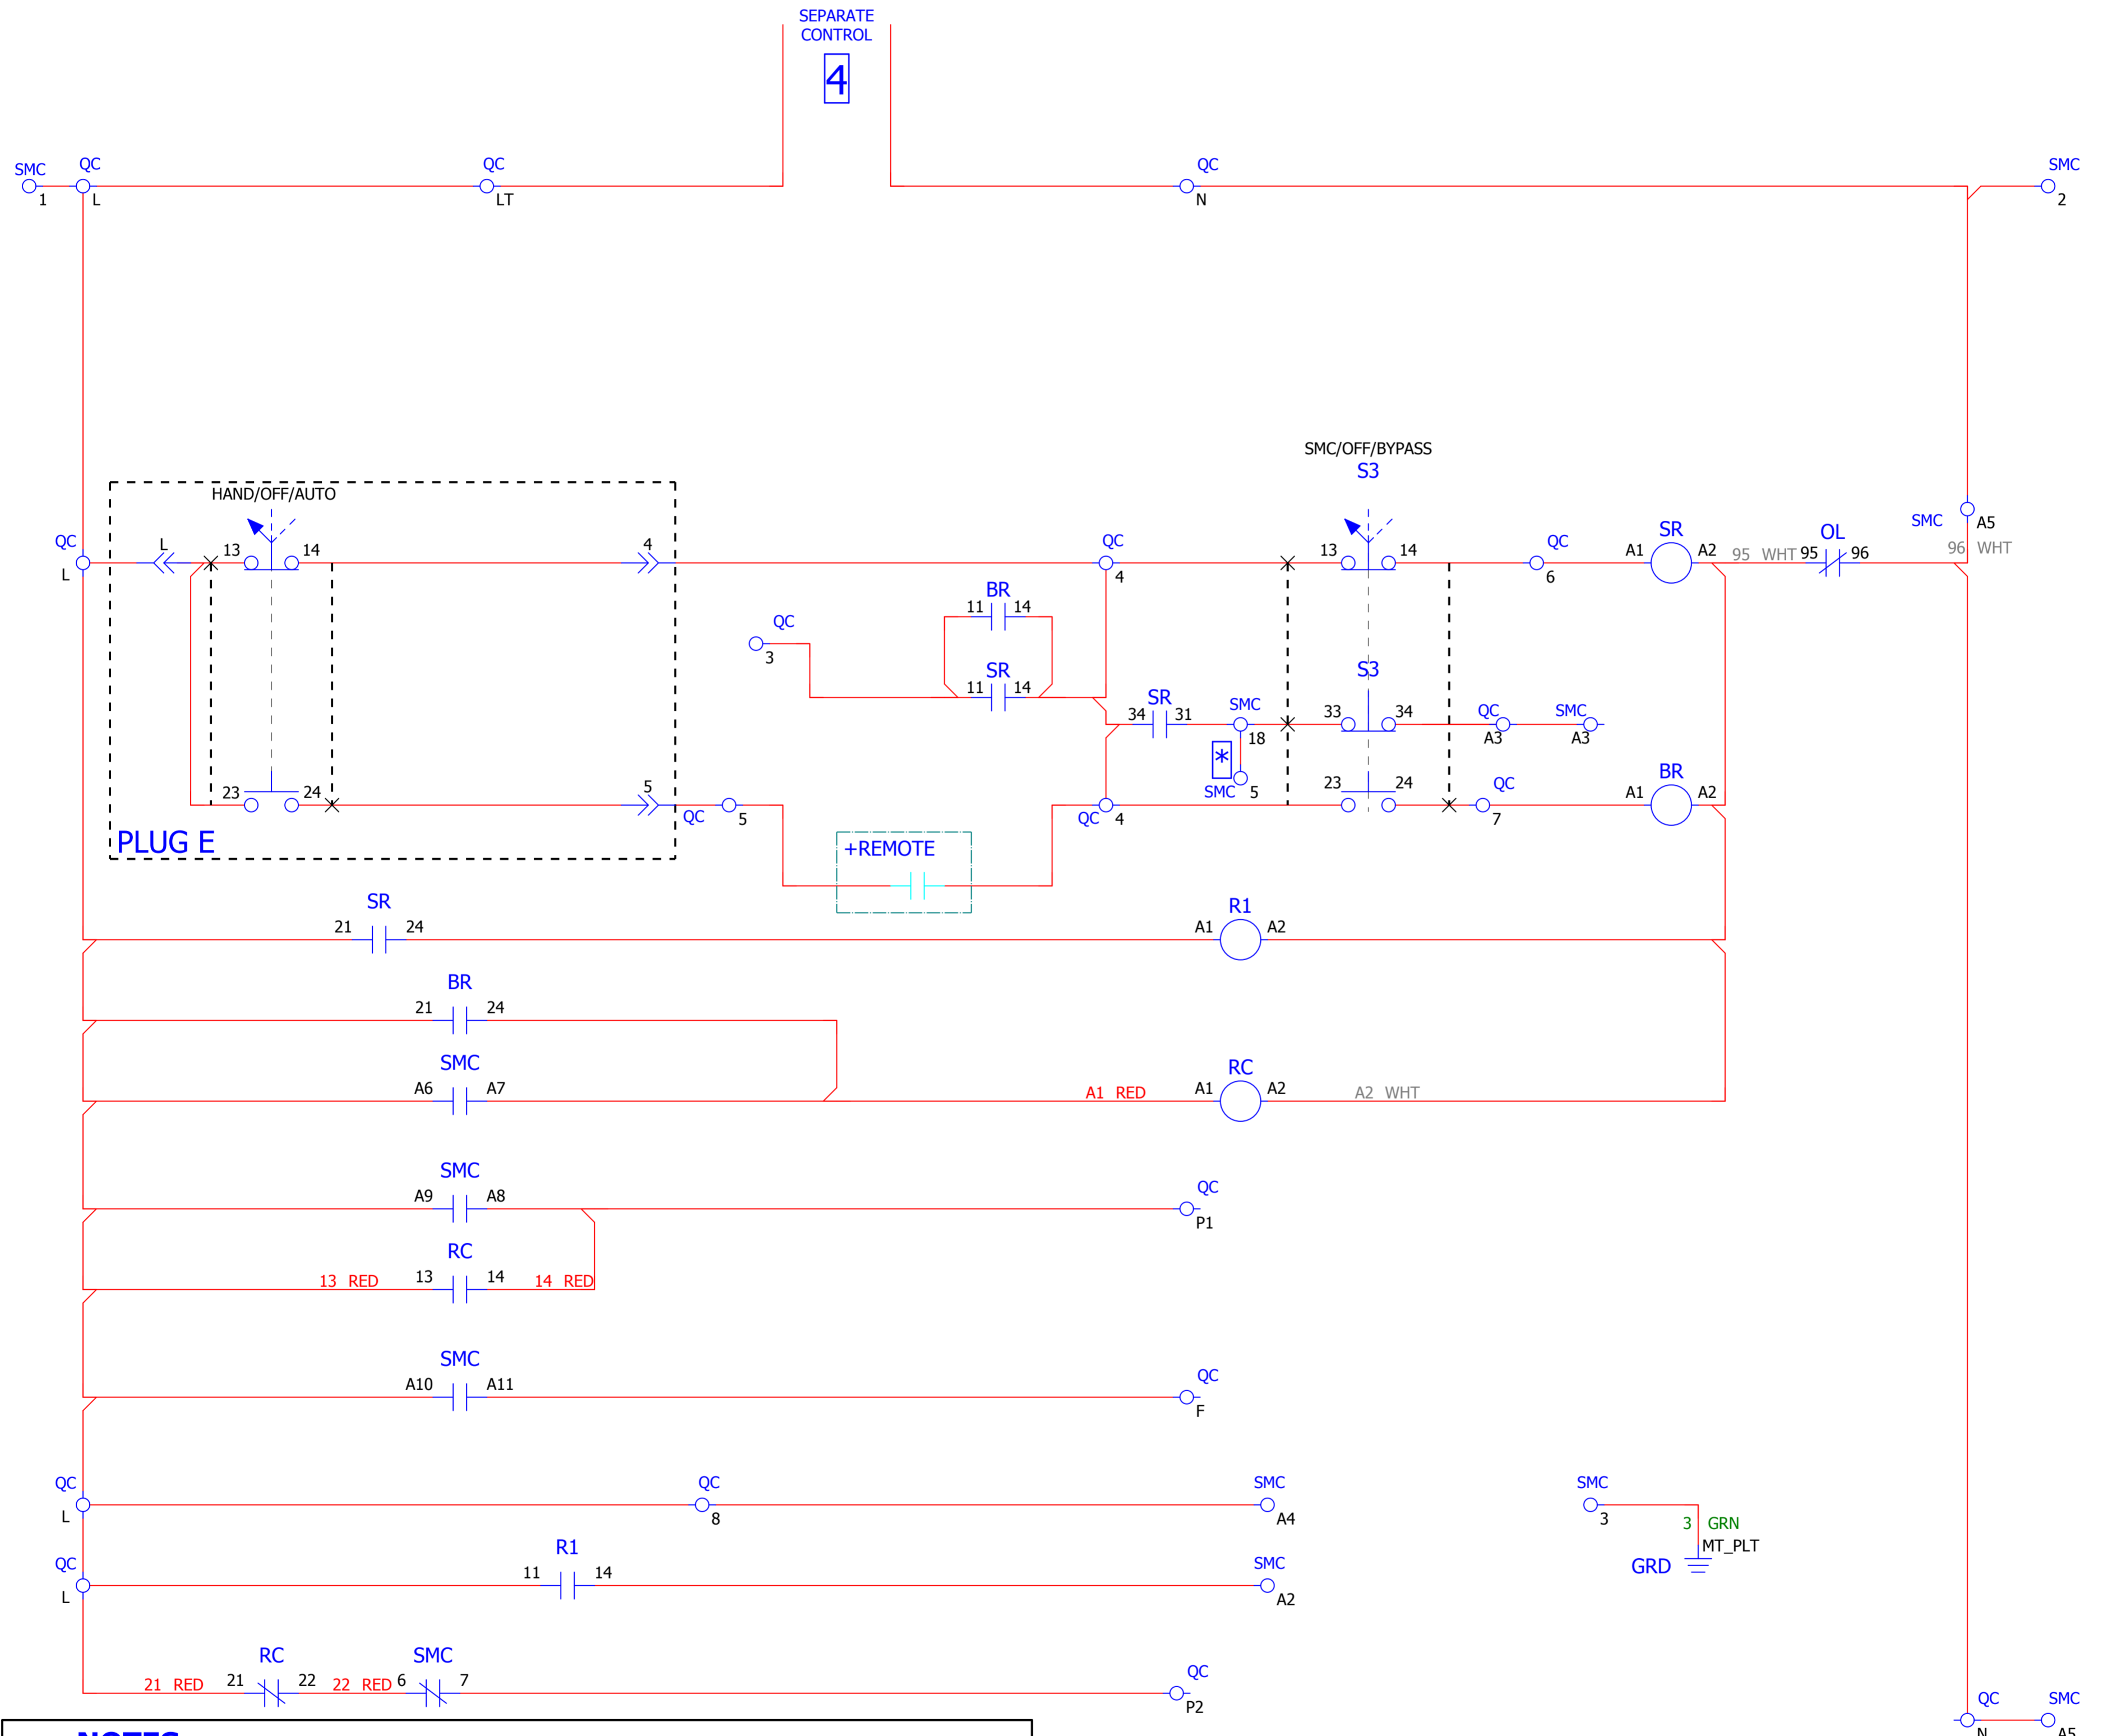 SEPARATE
CONTROL
4
SMC
1
QC
L
QC
LT
QC
N
SMC
2
SMC/OFF/BYPASS
S3
HAND/OFF/AUTO
QC
L
L
13
14
4
QC
4
13
14
QC
6
SR
A1
A2
95 WHT
95
OL
96
SMC
A5
96 WHT
BR
11
14
QC
3
SR
11
14
SR
34
31
SMC
18
*
SMC
5
S3
33
34
QC
A3
SMC
A3
23
24
5
QC
5
QC
4
23
24
QC
7
BR
A1
A2
PLUG E
+REMOTE
SR
21
24
R1
A1
A2
BR
21
24
SMC
A6
A7
A1 RED
RC
A1
A2
A2 WHT
SMC
A9
A8
QC
P1
RC
13 RED
13
14
14 RED
SMC
A10
A11
QC
F
QC
L
QC
8
SMC
A4
SMC
3
3 GRN
MT_PLT
GRD
QC
L
R1
11
14
SMC
A2
RC
21 RED
21
22
22 RED
SMC
6
7
QC
P2
QC
N
SMC
A5
NOTES